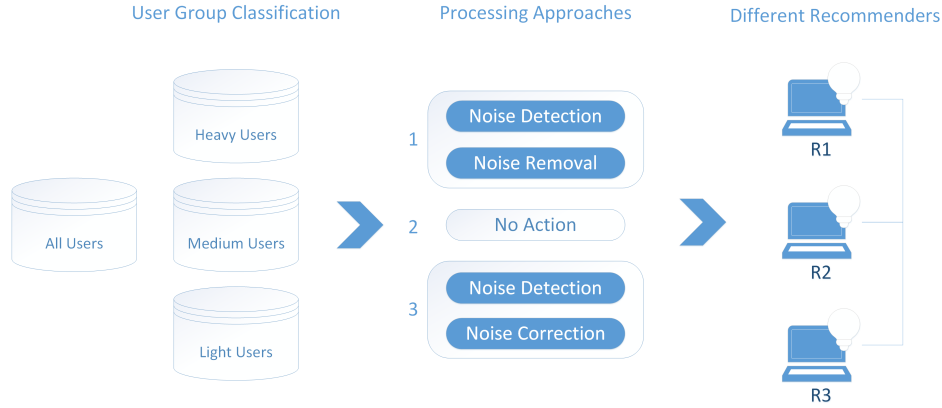 User Group Classification
Processing Approaches
Different Recommenders
All Users
Heavy Users
Medium Users
Light Users
1
Noise Detection
Noise Removal
2
No Action
3
Noise Detection
Noise Correction
R1
R2
R3